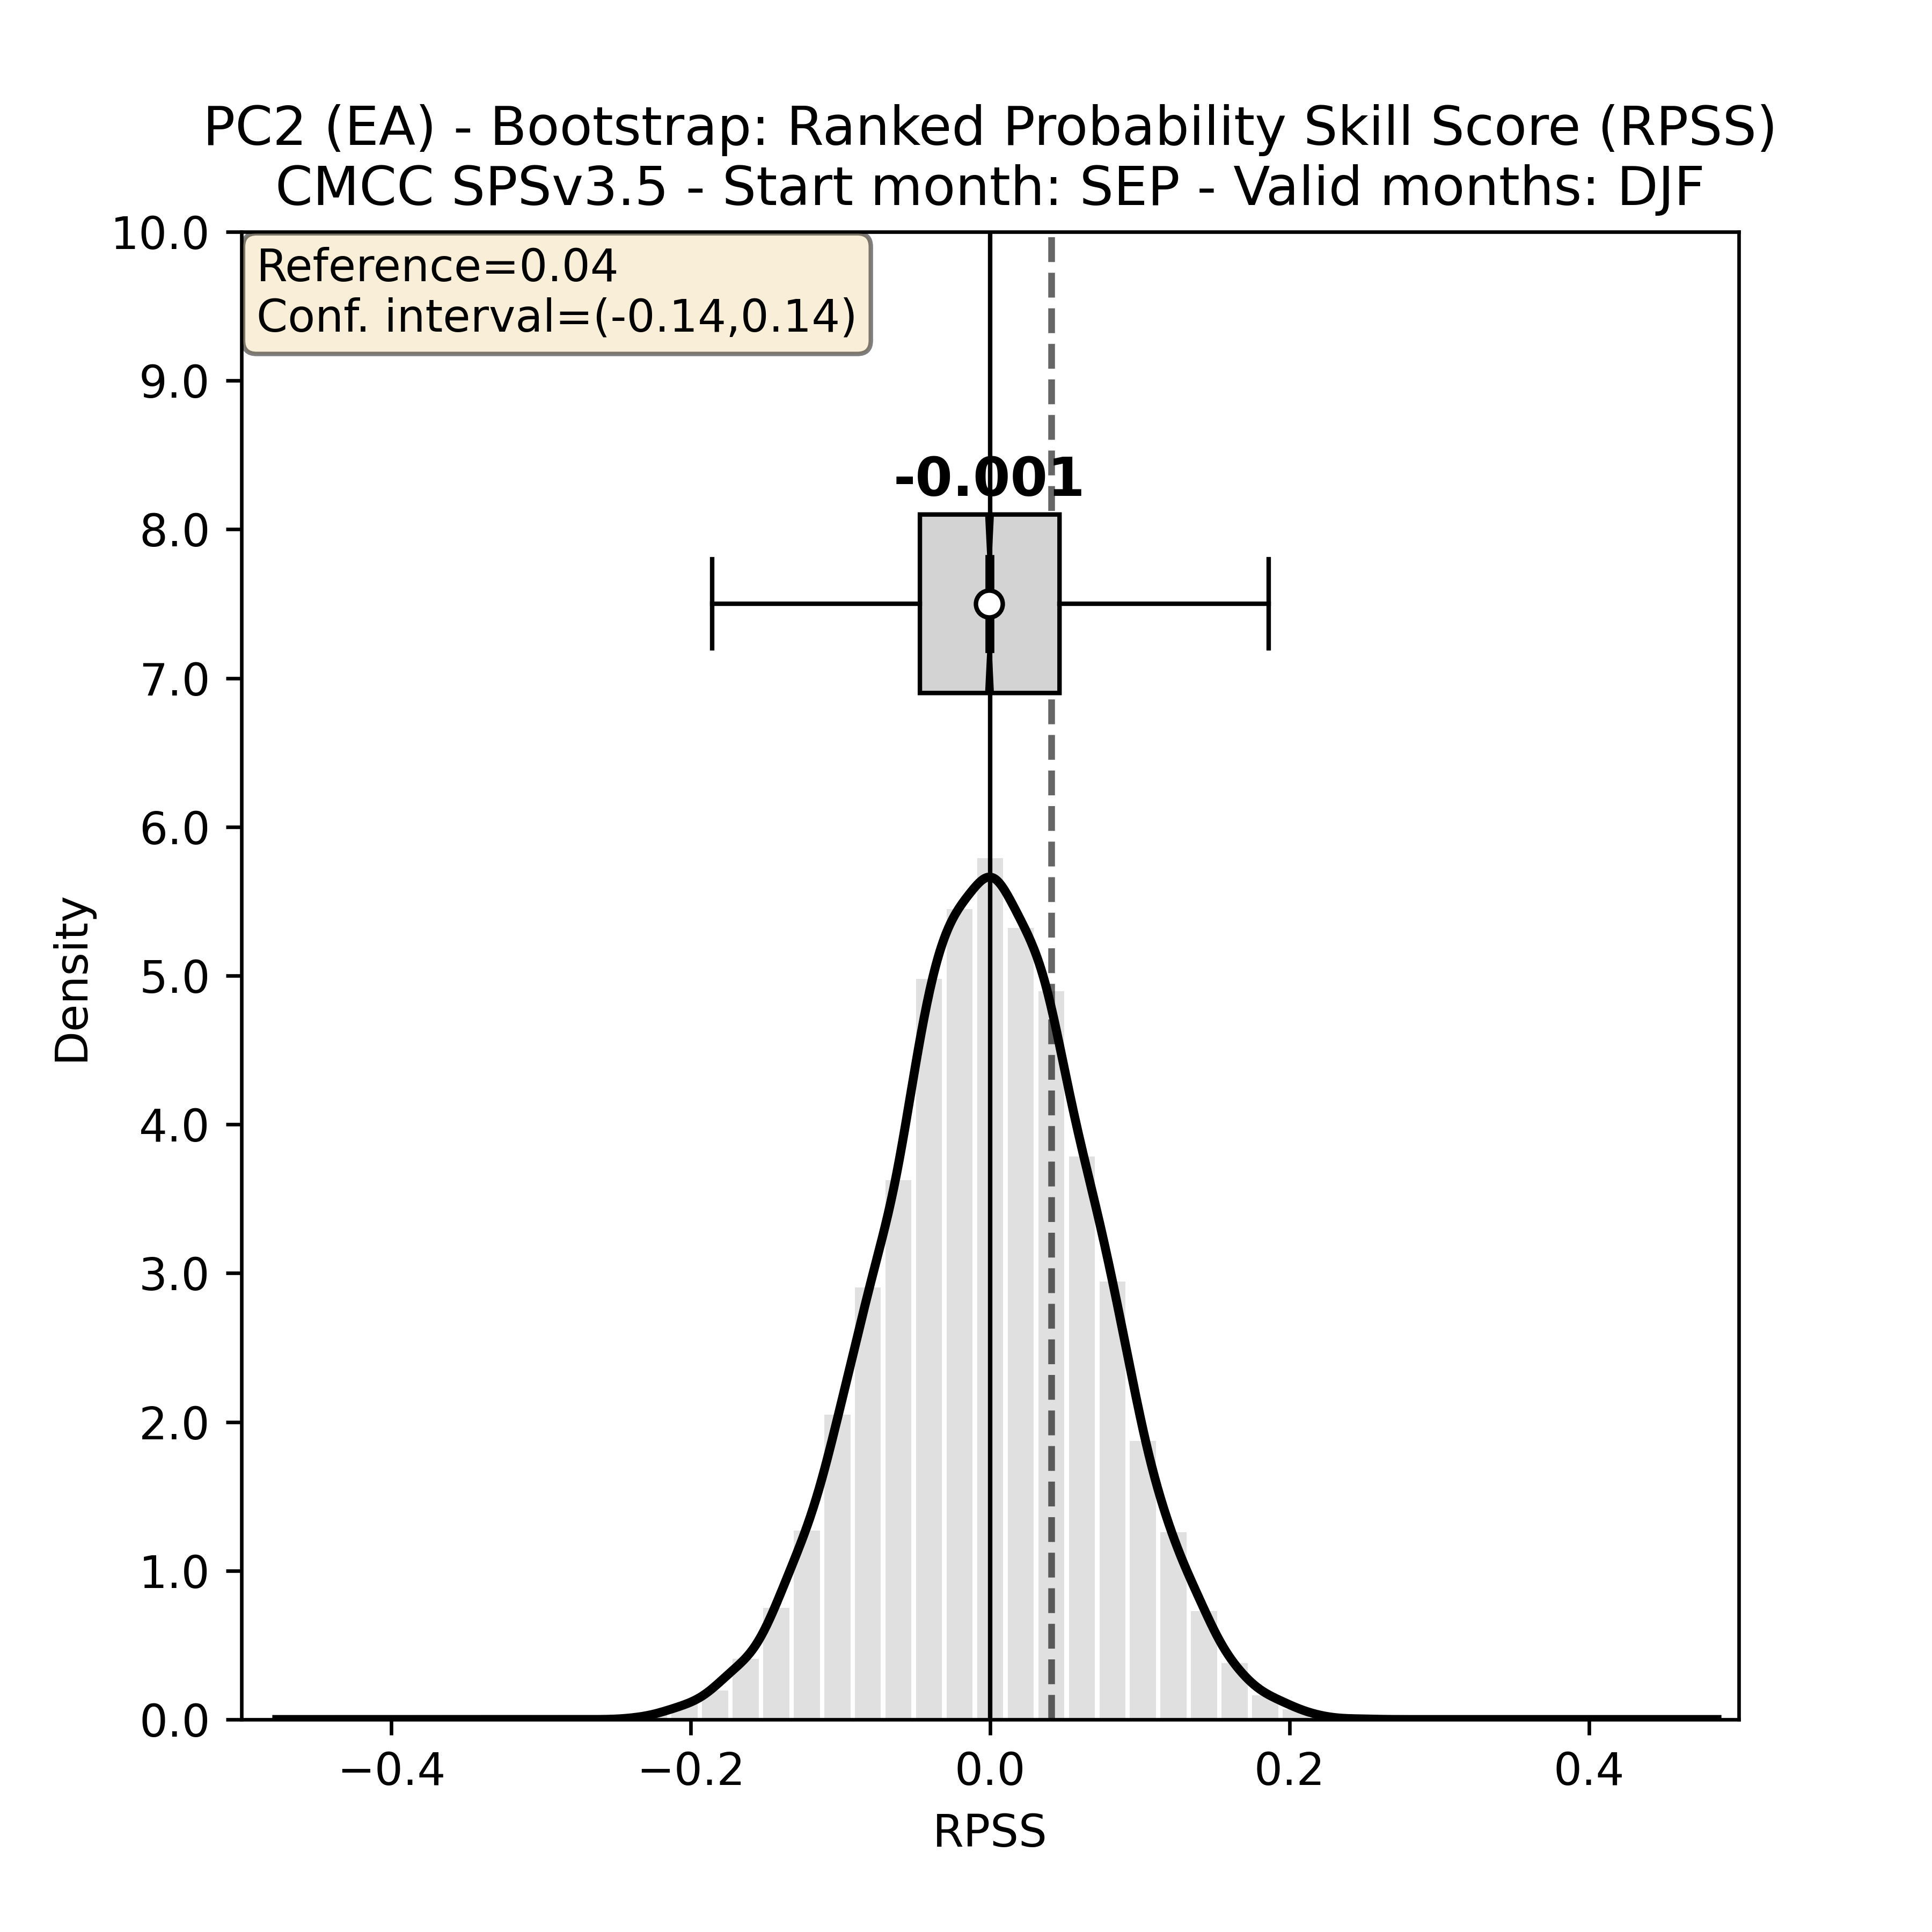 PC2 (EA) - Bootstrap: Ranked Probability Skill Score (RPSS)
CMCC SPSv3.5 - Start month: SEP - Valid months: DJF
Reference=0.04
Conf. interval=(-0.14,0.14)
-0.001
10.0
9.0
8.0
7.0
6.0
5.0
4.0
3.0
2.0
1.0
0.0
Density
−0.4
−0.2
0.0
0.2
0.4
RPSS